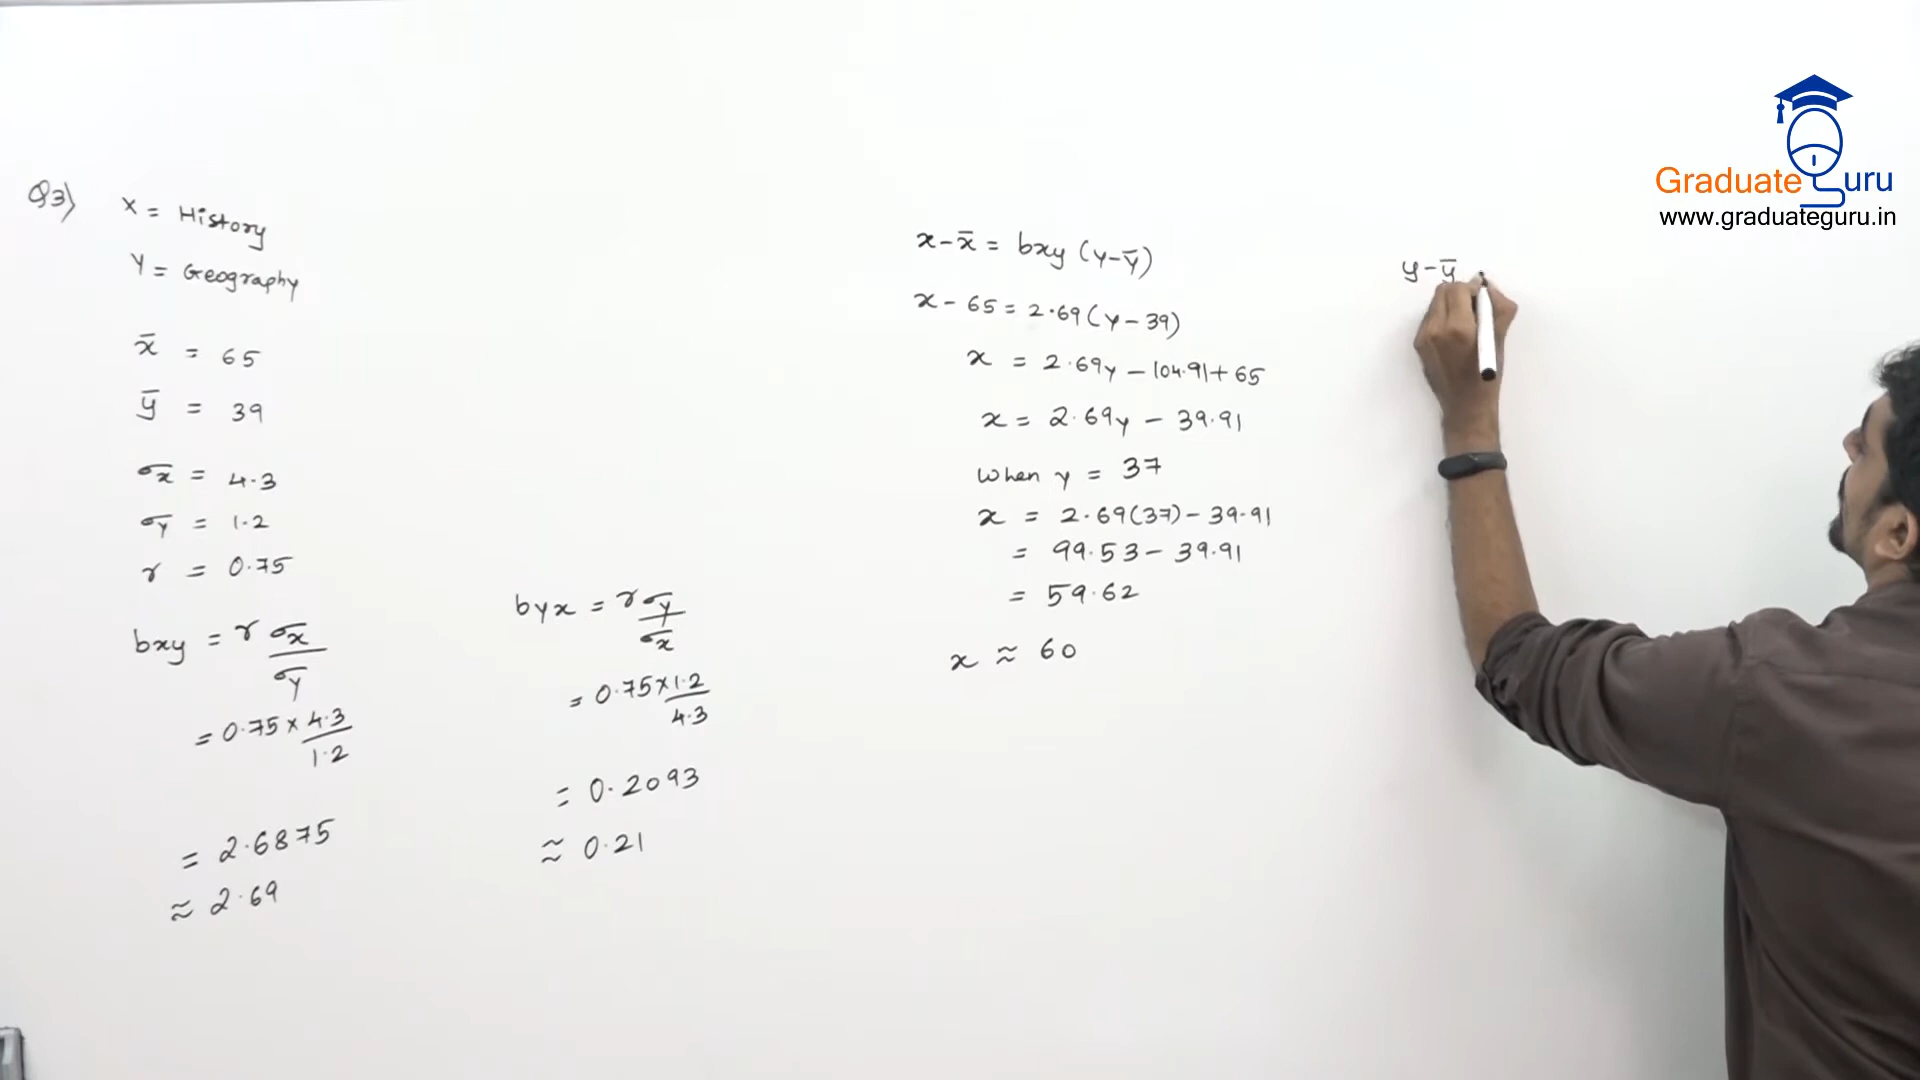 Q3) X = History
Y = Geography
x̄ = 65
ȳ = 39
σx = 4.3
σy = 1.2
r = 0.75
bxy = r σx/σy
= 0.75 × 4.3/1.2
= 2.6875
≈ 2.69
byx = r σy/σx
= 0.75 × 1.2/4.3
= 0.2093
≈ 0.21
x - x̄ = bxy (y - ȳ)
x - 65 = 2.69 (y - 39)
x = 2.69y - 104.91 + 65
x = 2.69y - 39.91
When y = 37
x = 2.69(37) - 39.91
= 99.53 - 39.91
= 59.62
x ≈ 60
y - ȳ
Graduate Guru
www.graduateguru.in